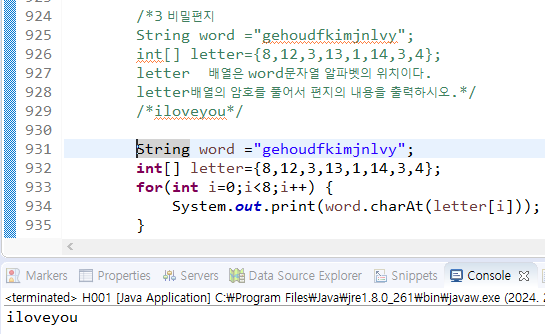 924 /*3 비밀편지
925 String word ="gehoudfkimjnlvy";
926 int[] letter={8,12,3,13,1,14,3,4};
927 letter 배열은 word문자열 알파벳의 위치이다.
928 letter배열의 암호를 풀어서 편지의 내용을 출력하시오.*/
929 /*iloveyou*/
930
931 String word ="gehoudfkimjnlvy";
932 int[] letter={8,12,3,13,1,14,3,4};
933 for(int i=0;i<8;i++) {
934 System.out.print(word.charAt(letter[i]));
935 }
Markers Properties Servers Data Source Explorer Snippets Console
<terminated> H001 [Java Application] C:₩Program Files₩Java₩jre1.8.0_261₩bin₩javaw.exe (2024. 2
iloveyou